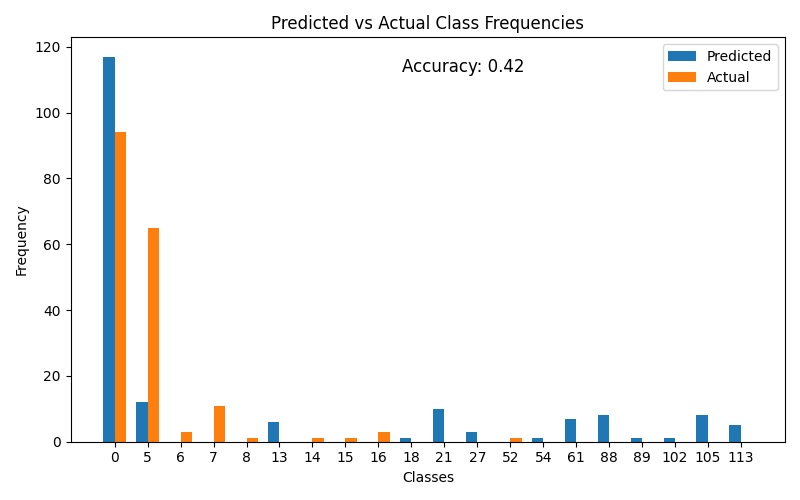 Predicted vs Actual Class Frequencies
Accuracy: 0.42
Predicted
Actual
Frequency
120
100
80
60
40
20
0
0 5 6 7 8 13 14 15 16 18 21 27 52 54 61 88 89 102 105 113
Classes